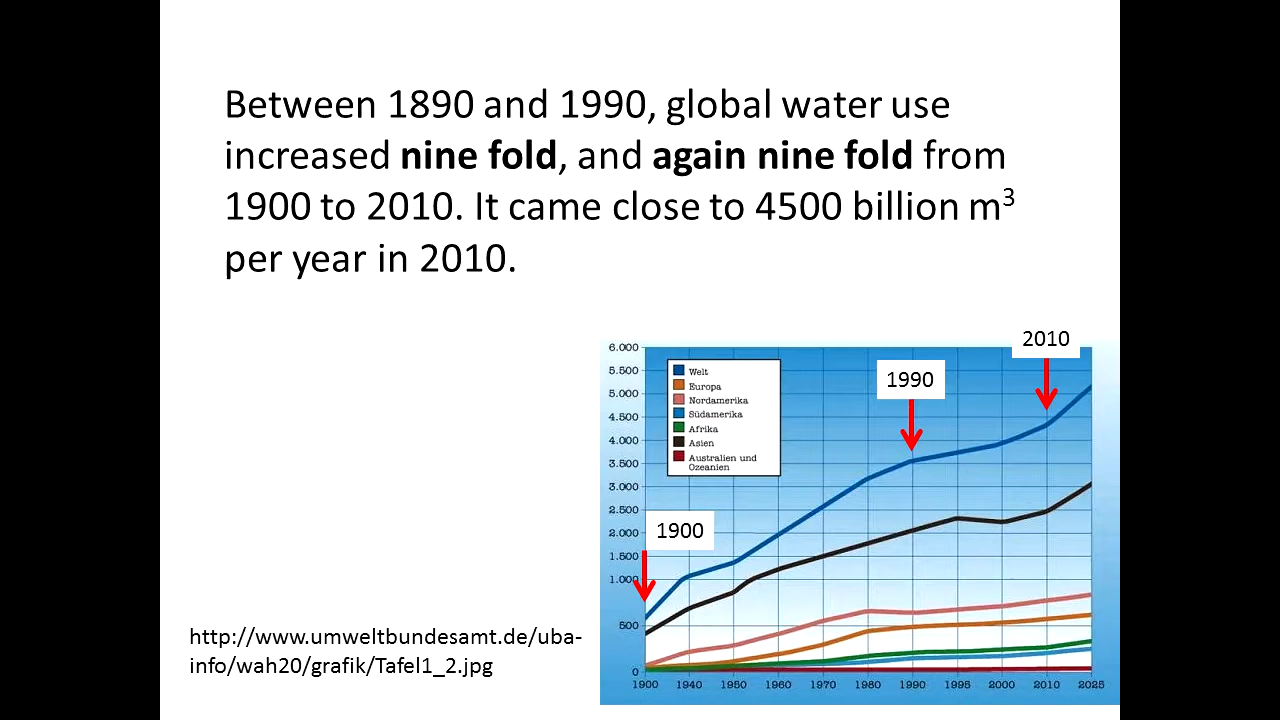 Between 1890 and 1990, global water use
increased nine fold, and again nine fold from
1900 to 2010. It came close to 4500 billion m³
per year in 2010.
2010
6.000
5.500
5.000
4.500
4.000
3.500
3.000
2.500
2.000
1.500
1.000
500
0
Welt
Europa
Nordamerika
Südamerika
Afrika
Asien
Australien und
Ozeanien
1990
1900
1900 1940 1950 1960 1970 1980 1990 1995 2000 2010 2025
http://www.umweltbundesamt.de/uba-
info/wah20/grafik/Tafel1_2.jpg